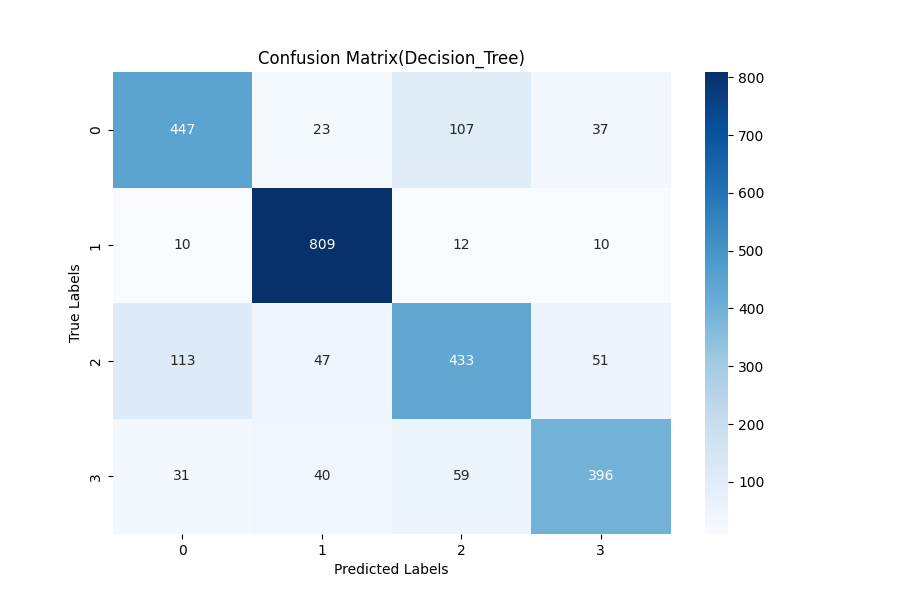 Confusion Matrix(Decision_Tree)
True Labels
0 447 23 107 37
1 10 809 12 10
2 113 47 433 51
3 31 40 59 396
0 1 2 3
Predicted Labels
800
700
600
500
400
300
200
100